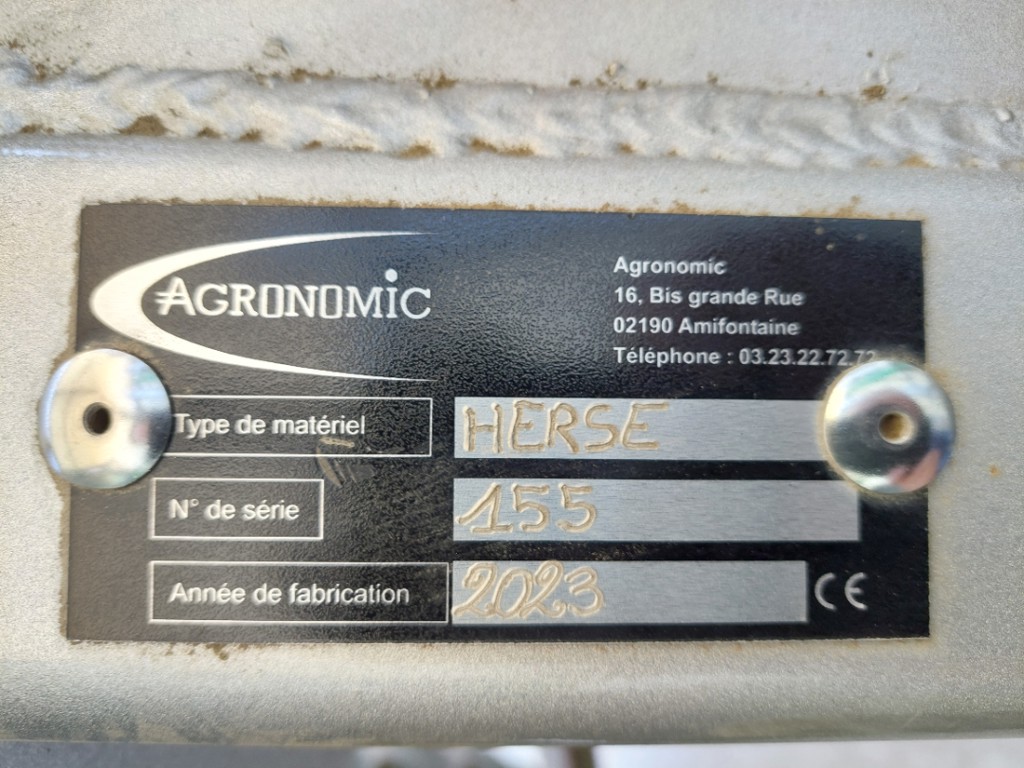 AGRONOMiC
Agronomic
16, Bis grande Rue
02190 Amifontaine
Téléphone : 03.23.22.72.72
Type de matériel HERSE
N° de série 155
Année de fabrication 2023 CE